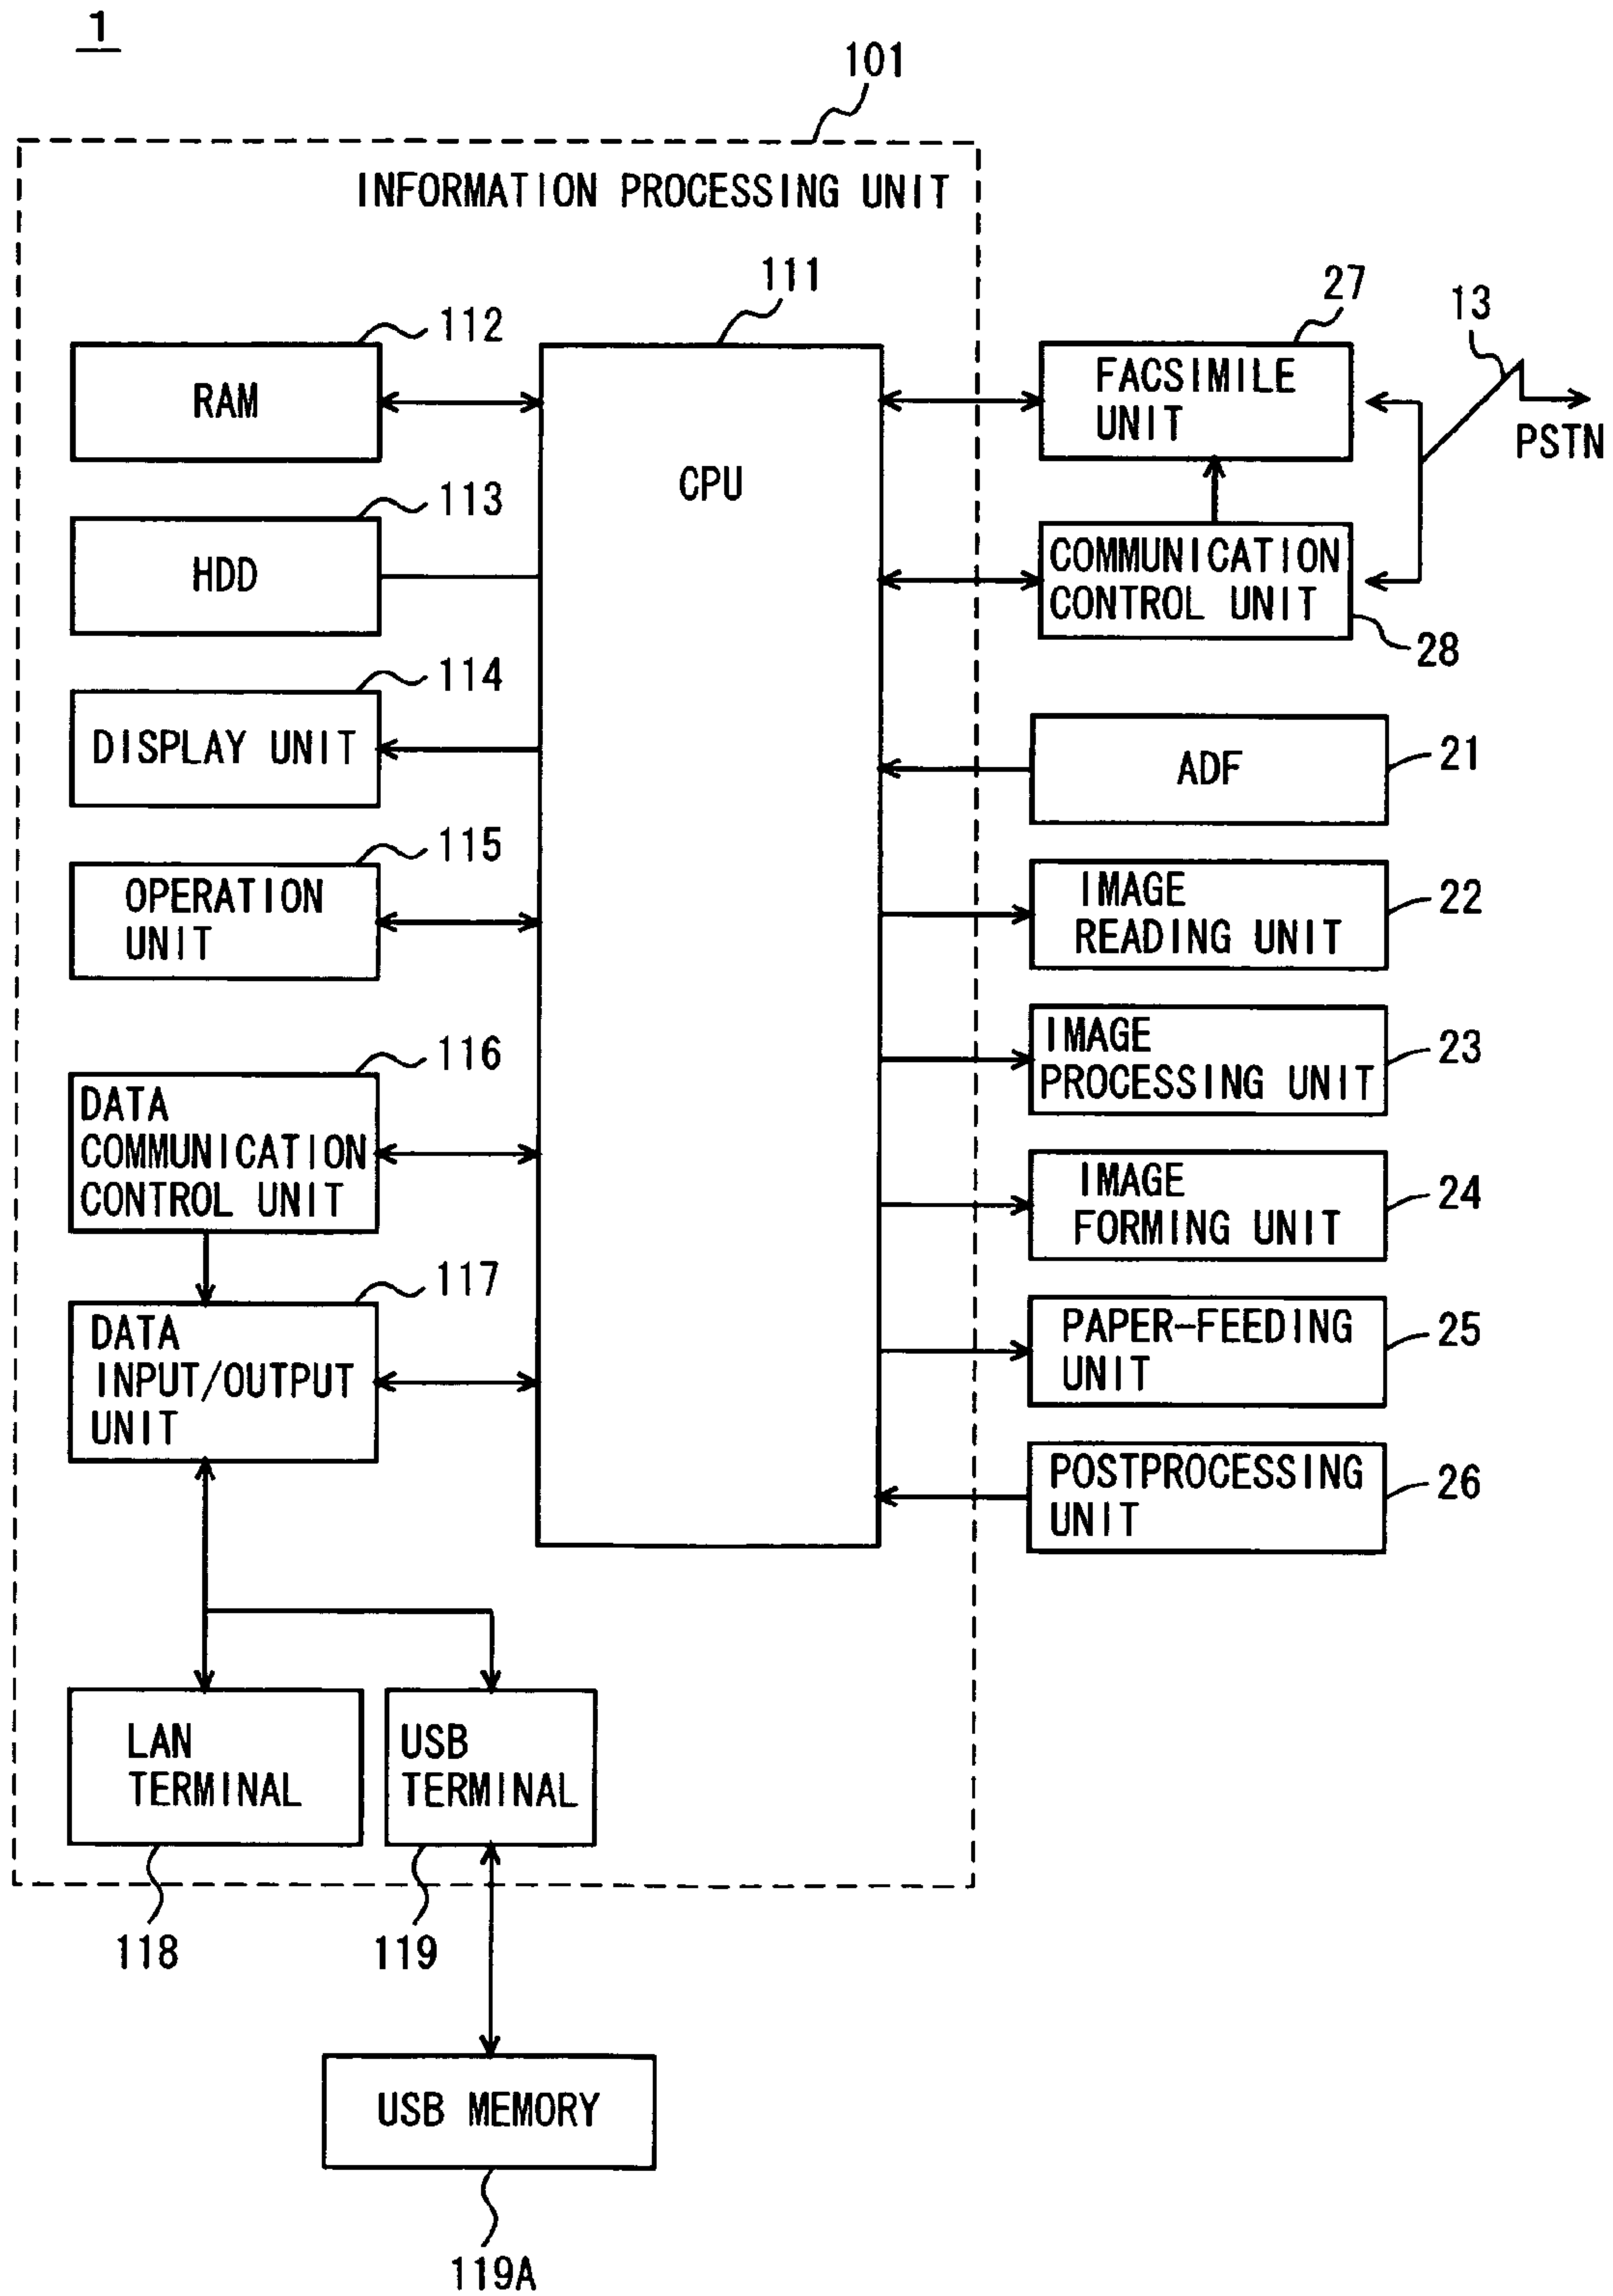 1
101
INFORMATION PROCESSING UNIT
111
112
RAM
113
HDD
114
DISPLAY UNIT
115
OPERATION
UNIT
116
DATA
COMMUNICATION
CONTROL UNIT
117
DATA
INPUT/OUTPUT
UNIT
CPU
27
FACSIMILE
UNIT
13
PSTN
COMMUNICATION
CONTROL UNIT
28
ADF
21
IMAGE
READING UNIT
22
IMAGE
PROCESSING UNIT
23
IMAGE
FORMING UNIT
24
PAPER-FEEDING
UNIT
25
POSTPROCESSING
UNIT
26
LAN
TERMINAL
118
USB
TERMINAL
119
USB MEMORY
119A